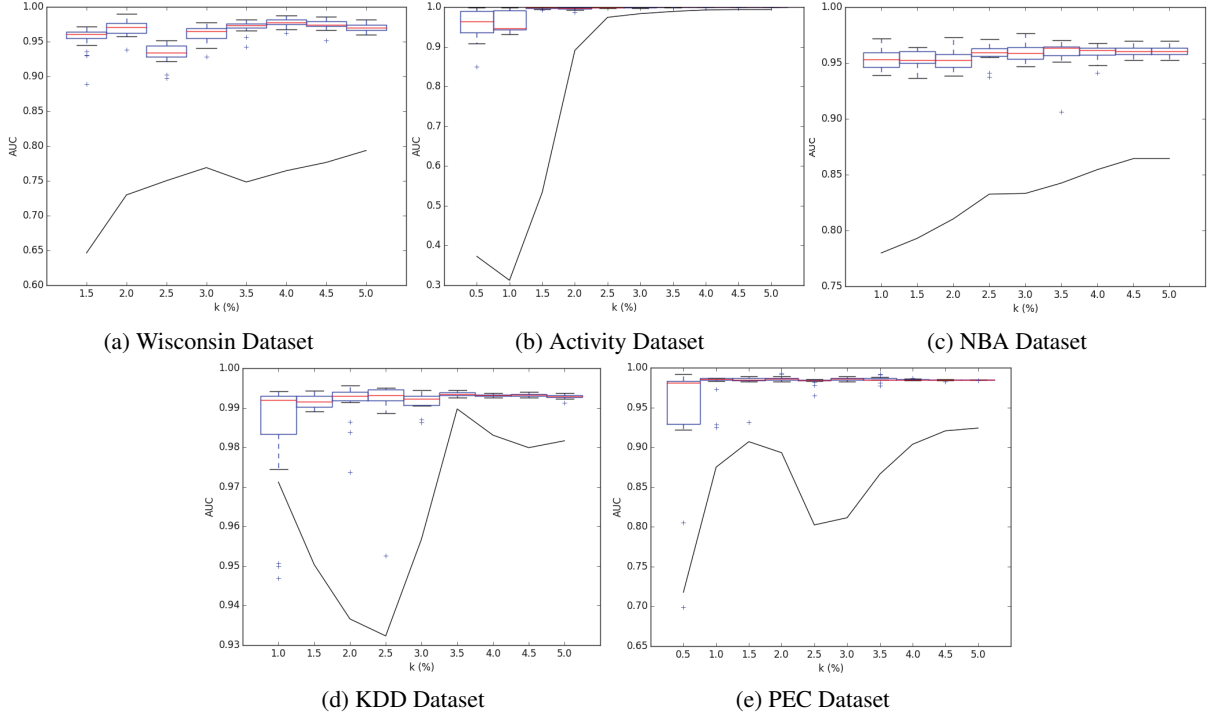 1.00
0.95
0.90
0.85
0.80
0.75
0.70
0.65
0.60
AUC
1.5 2.0 2.5 3.0 3.5 4.0 4.5 5.0
k (%)
(a) Wisconsin Dataset
1.0
0.9
0.8
0.7
0.6
0.5
0.4
0.3
AUC
0.5 1.0 1.5 2.0 2.5 3.0 3.5 4.0 4.5 5.0
k (%)
(b) Activity Dataset
1.00
0.95
0.90
0.85
0.80
0.75
AUC
1.0 1.5 2.0 2.5 3.0 3.5 4.0 4.5 5.0
k (%)
(c) NBA Dataset
1.00
0.99
0.98
0.97
0.96
0.95
0.94
0.93
AUC
1.0 1.5 2.0 2.5 3.0 3.5 4.0 4.5 5.0
k (%)
(d) KDD Dataset
1.00
0.95
0.90
0.85
0.80
0.75
0.70
0.65
AUC
0.5 1.0 1.5 2.0 2.5 3.0 3.5 4.0 4.5 5.0
k (%)
(e) PEC Dataset